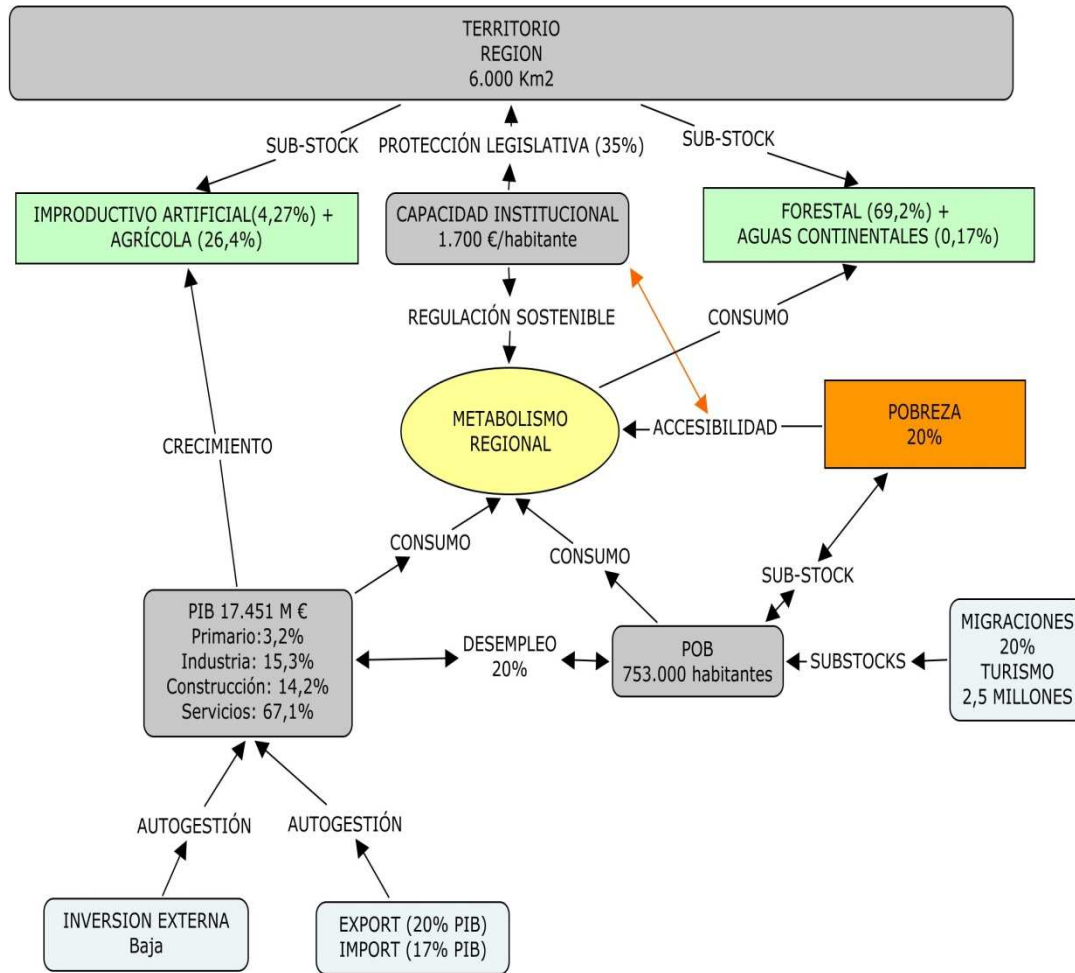 TERRITORIO
REGION
6.000 Km2
SUB-STOCK
PROTECCIÓN LEGISLATIVA (35%)
SUB-STOCK
IMPRODUCTIVO ARTIFICIAL(4,27%) +
AGRÍCOLA (26,4%)
CAPACIDAD INSTITUCIONAL
1.700 €/habitante
FORESTAL (69,2%) +
AGUAS CONTINENTALES (0,17%)
REGULACIÓN SOSTENIBLE
CONSUMO
METABOLISMO
REGIONAL
ACCESIBILIDAD
POBREZA
20%
CRECIMIENTO
CONSUMO
CONSUMO
SUB-STOCK
PIB 17.451 M €
Primario:3,2%
Industria: 15,3%
Construcción: 14,2%
Servicios: 67,1%
DESEMPLEO
20%
POB
753.000 habitantes
SUBSTOCKS
MIGRACIONES
20%
TURISMO
2,5 MILLONES
AUTOGESTIÓN
AUTOGESTIÓN
INVERSION EXTERNA
Baja
EXPORT (20% PIB)
IMPORT (17% PIB)